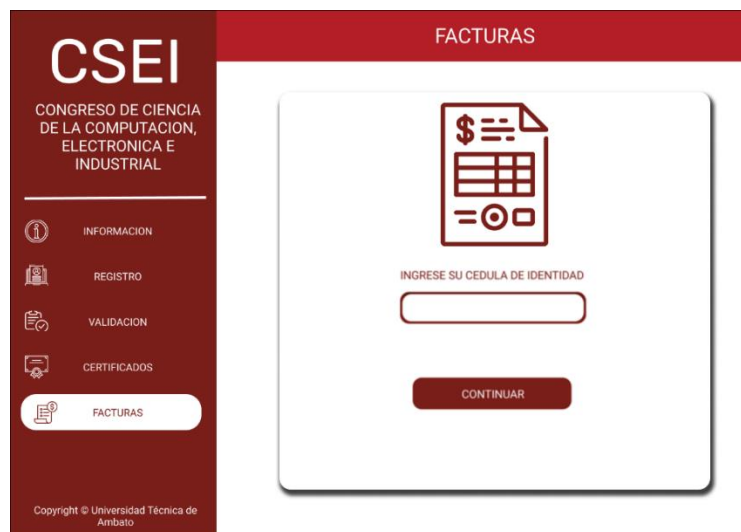 CSEI
CONGRESO DE CIENCIA
DE LA COMPUTACION,
ELECTRONICA E
INDUSTRIAL
INFORMACION
REGISTRO
VALIDACION
CERTIFICADOS
FACTURAS
Copyright © Universidad Técnica de
Ambato
FACTURAS
$
INGRESE SU CEDULA DE IDENTIDAD
CONTINUAR